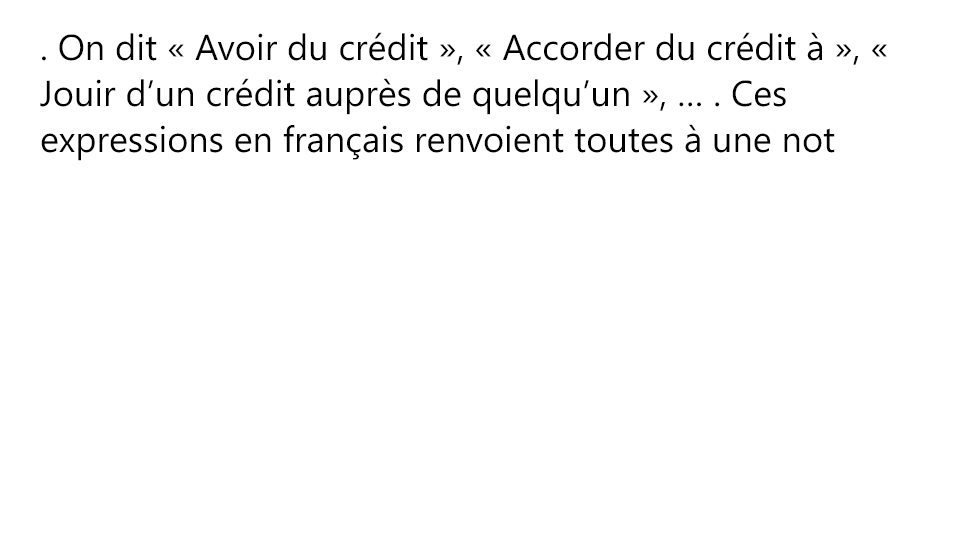 . On dit « Avoir du crédit », « Accorder du crédit à », «
Jouir d’un crédit auprès de quelqu’un », … . Ces
expressions en français renvoient toutes à une not